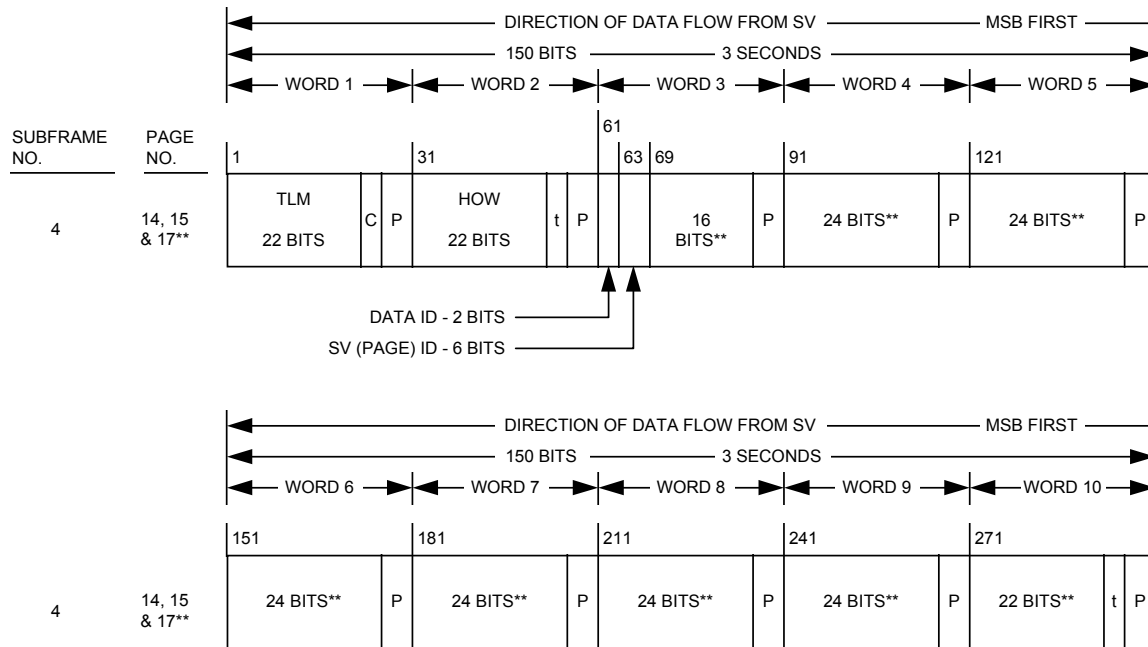 DIRECTION OF DATA FLOW FROM SV MSB FIRST
150 BITS 3 SECONDS
WORD 1 WORD 2 WORD 3 WORD 4 WORD 5
SUBFRAME NO. PAGE NO.
1 31 61 63 69 91 121
4
14, 15 & 17**
TLM 22 BITS
C
P
HOW 22 BITS
t
P
16 BITS**
P
24 BITS**
P
24 BITS**
P
DATA ID - 2 BITS
SV (PAGE) ID - 6 BITS
DIRECTION OF DATA FLOW FROM SV MSB FIRST
150 BITS 3 SECONDS
WORD 6 WORD 7 WORD 8 WORD 9 WORD 10
151 181 211 241 271
4
14, 15 & 17**
24 BITS**
P
24 BITS**
P
24 BITS**
P
24 BITS**
P
22 BITS**
t
P